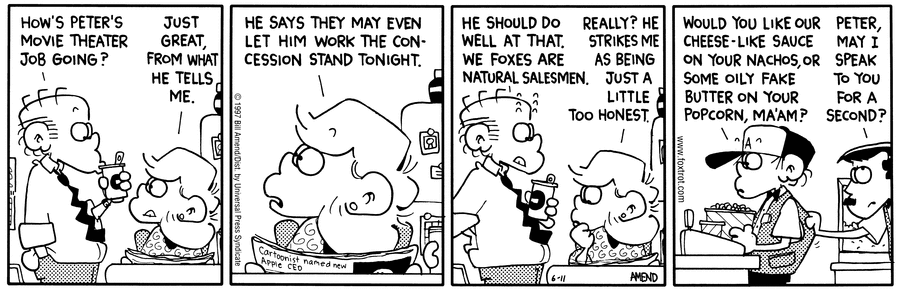 HOW'S PETER'S
MOVIE THEATER
JOB GOING?
JUST
GREAT,
FROM WHAT
HE TELLS
ME.
© 1997 Bill Amend/Dist. by Universal Press Syndicate
HE SAYS THEY MAY EVEN
LET HIM WORK THE CON-
CESSION STAND TONIGHT.
Cartoonist named new
Apple CEO
HE SHOULD DO
WELL AT THAT.
WE FOXES ARE
NATURAL SALESMEN.
REALLY? HE
STRIKES ME
AS BEING
JUST A
LITTLE
TOO HONEST.
6-11
AMEND
www.foxtrot.com
WOULD YOU LIKE OUR
CHEESE-LIKE SAUCE
ON YOUR NACHOS, OR
SOME OILY FAKE
BUTTER ON YOUR
POPCORN, MA'AM?
A
PETER,
MAY I
SPEAK
TO YOU
FOR A
SECOND?